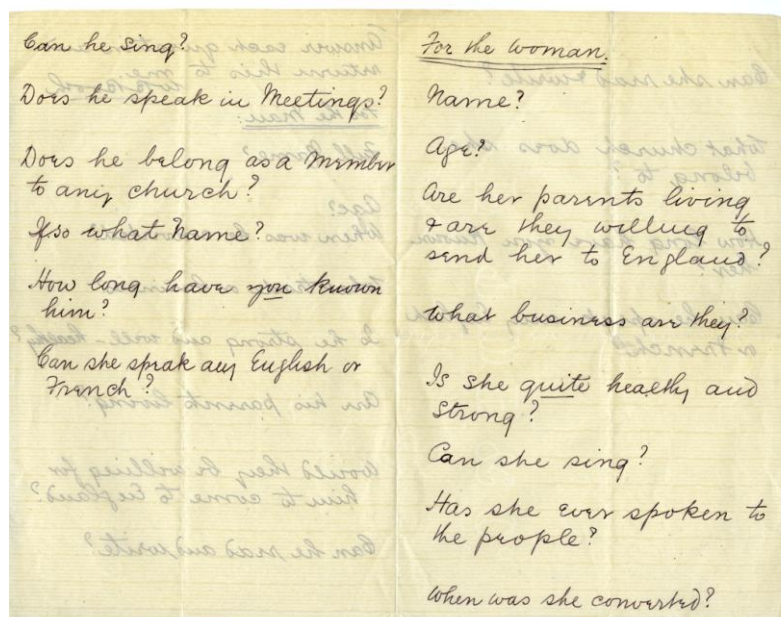 Can he sing?
Does he speak in Meetings?
Does he belong as a Member
to any church?
If so what Name?
How long have you known
him?
Can she speak any English or
French?
For the Woman.
Name?
Age?
Are her parents living
& are they willing to
send her to England?
What business are they?
Is she quite healthy and
Strong?
Can she sing?
Has she ever spoken to
the people?
When was she converted?